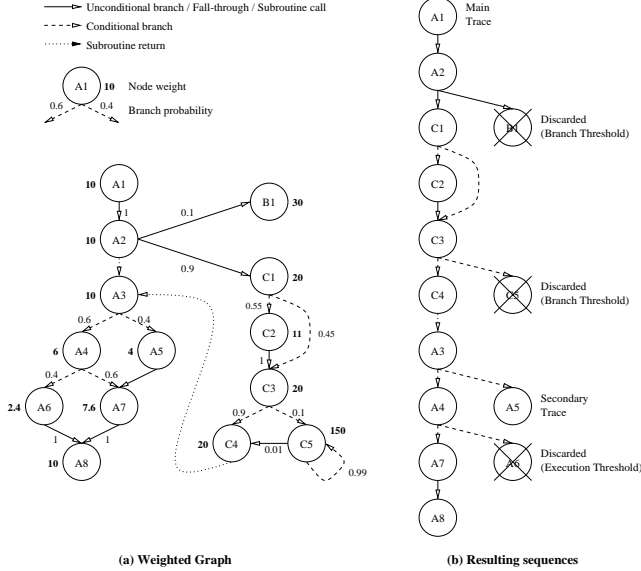 Unconditional branch / Fall-through / Subroutine call
Conditional branch
Subroutine return
A1 10 Node weight
0.6 0.4 Branch probability
10 A1
1
B1 30
0.1
10 A2
0.9
C1 20
10 A3
0.55
0.6 0.4
C2 11 0.45
6 A4 4 A5
1
0.4 0.6
C3 20
2.4 A6 7.6 A7
0.9 0.1
150
1 1
20 C4 C5
0.01
10 A8
0.99
(a) Weighted Graph
A1 Main
Trace
A2
C1 B1 Discarded
(Branch Threshold)
C2
C3
C4 C5 Discarded
(Branch Threshold)
A3
A4 A5 Secondary
Trace
A7 A6 Discarded
(Execution Threshold)
A8
(b) Resulting sequences